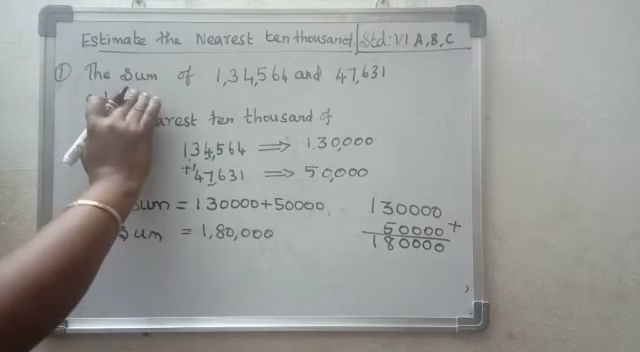 Estimate the Nearest ten thousand Std: VI A, B, C
① The Sum of 1,34,564 and 47,631
arest ten thousand of
1,34,564 ⟹ 1,30,000
47,631 ⟹ 50,000
Sum = 130000+50000
Sum = 1,80,000
130000
50000 +
180000